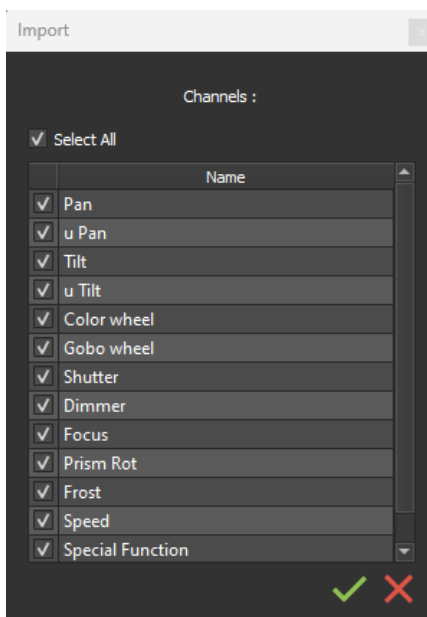 Import
Channels :
Select All
Name
Pan
u Pan
Tilt
u Tilt
Color wheel
Gobo wheel
Shutter
Dimmer
Focus
Prism Rot
Frost
Speed
Special Function